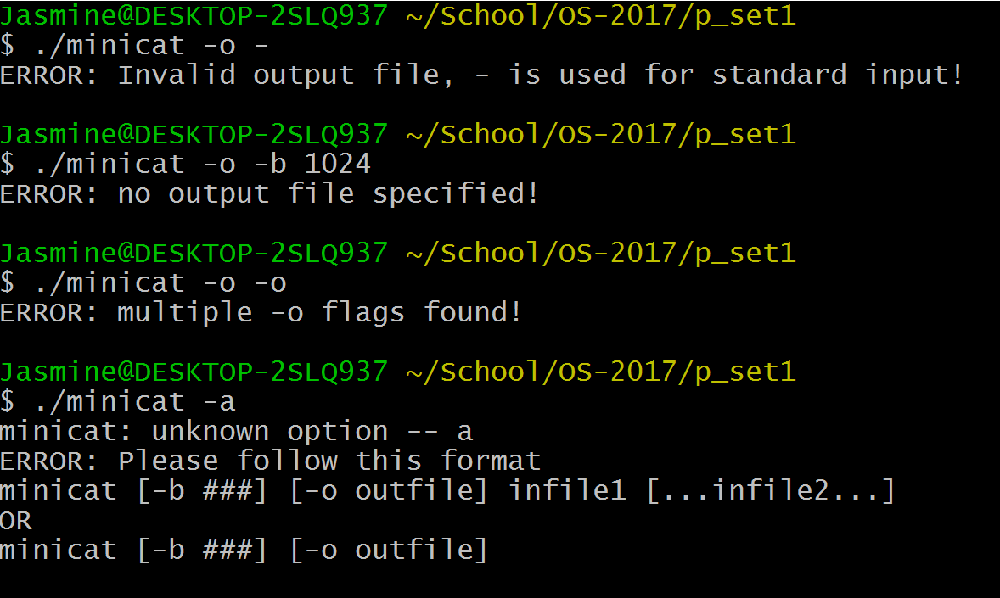 Jasmine@DESKTOP-2SLQ937 ~/School/OS-2017/p_set1
$ ./minicat -o -
ERROR: Invalid output file, - is used for standard input!
Jasmine@DESKTOP-2SLQ937 ~/School/OS-2017/p_set1
$ ./minicat -o -b 1024
ERROR: no output file specified!
Jasmine@DESKTOP-2SLQ937 ~/School/OS-2017/p_set1
$ ./minicat -o -o
ERROR: multiple -o flags found!
Jasmine@DESKTOP-2SLQ937 ~/School/OS-2017/p_set1
$ ./minicat -a
minicat: unknown option -- a
ERROR: Please follow this format
minicat [-b ###] [-o outfile] infile1 [...infile2...]
OR
minicat [-b ###] [-o outfile]